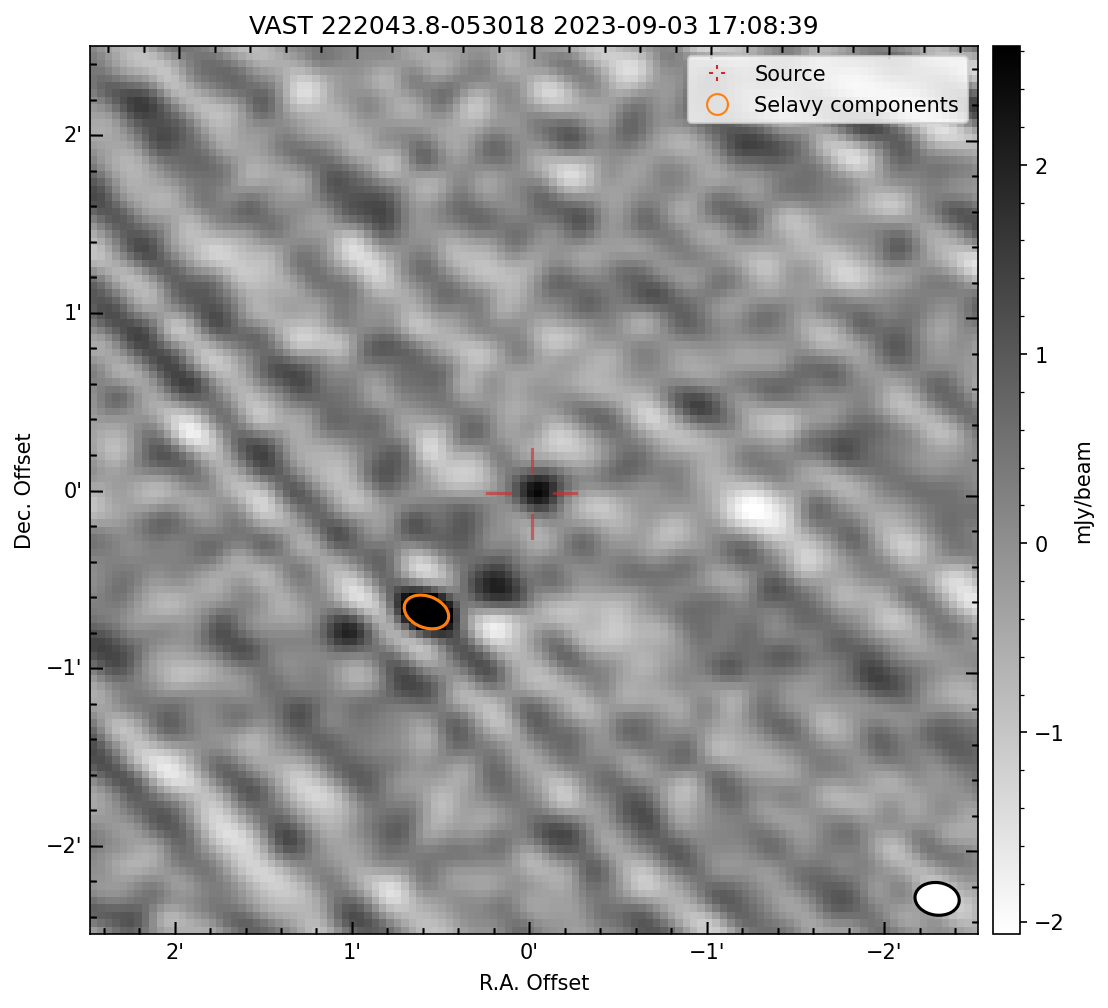 VAST 222043.8-053018 2023-09-03 17:08:39
Source
Selavy components
2'
1'
0'
−1'
−2'
Dec. Offset
2'
1'
0'
−1'
−2'
R.A. Offset
2
1
0
−1
−2
mJy/beam